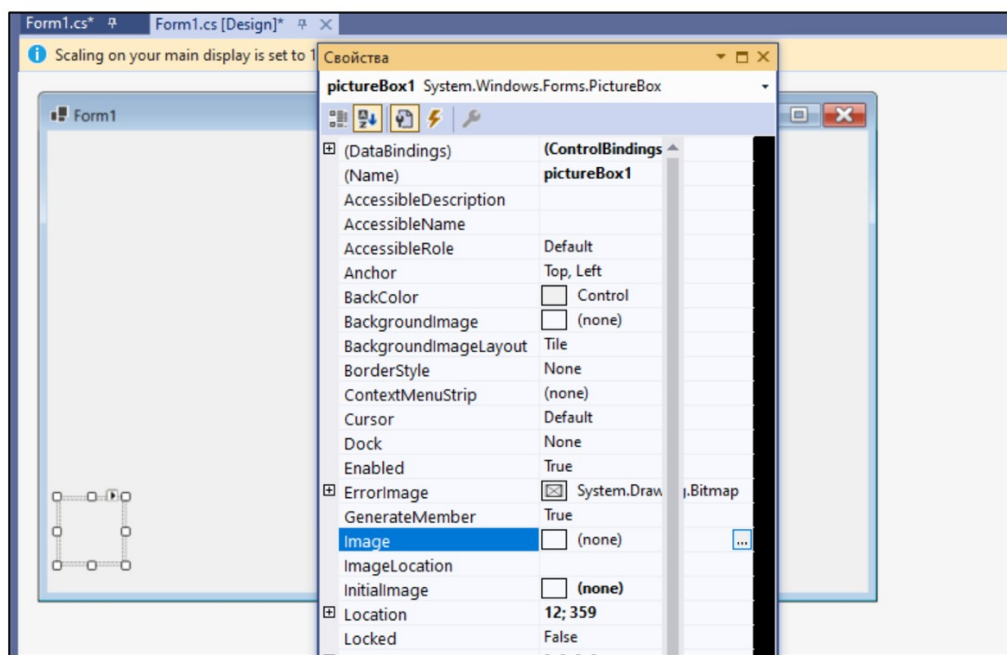 Form1.cs*
Form1.cs [Design]*
Scaling on your main display is set to 1
Form1
Свойства
pictureBox1 System.Windows.Forms.PictureBox
(DataBindings) (ControlBindings
(Name) pictureBox1
AccessibleDescription
AccessibleName
AccessibleRole Default
Anchor Top, Left
BackColor Control
BackgroundImage (none)
BackgroundImageLayout Tile
BorderStyle None
ContextMenuStrip (none)
Cursor Default
Dock None
Enabled True
ErrorImage System.Draw .Bitmap
GenerateMember True
Image (none) ...
ImageLocation
InitialImage (none)
Location 12; 359
Locked False